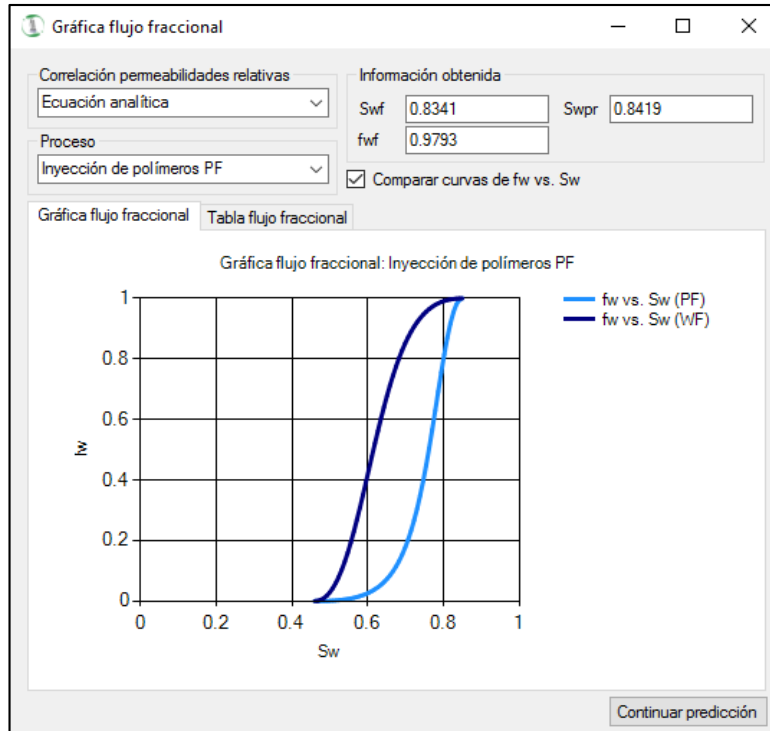 Gráfica flujo fraccional
Correlación permeabilidades relativas
Ecuación analítica
Proceso
Inyección de polímeros PF
Información obtenida
Swf 0.8341 Swpr 0.8419
fwf 0.9793
Comparar curvas de fw vs. Sw
Gráfica flujo fraccional Tabla flujo fraccional
Gráfica flujo fraccional: Inyección de polímeros PF
fw vs. Sw (PF)
fw vs. Sw (WF)
1
0.8
0.6
0.4
0.2
0
fw
0 0.2 0.4 0.6 0.8 1
Sw
Continuar predicción